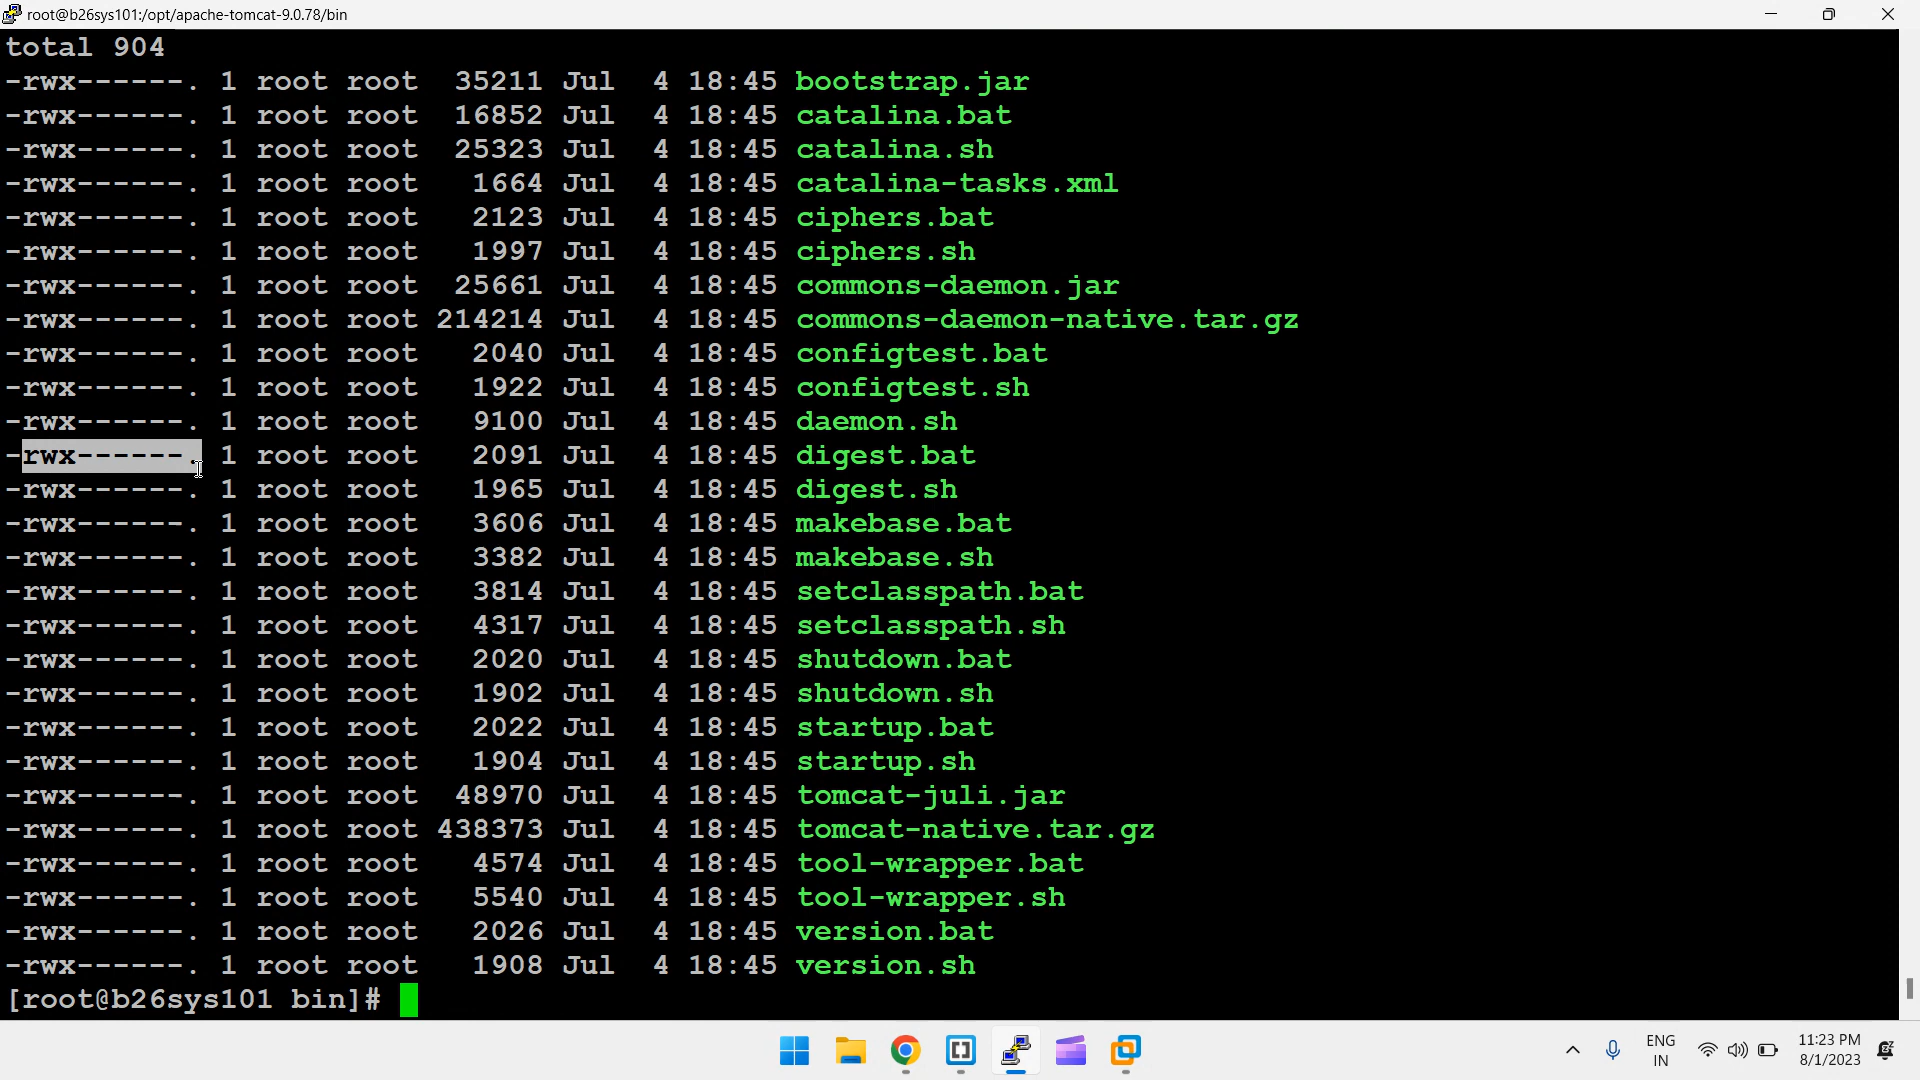 root@b26sys101:/opt/apache-tomcat-9.0.78/bin
total 904
-rwx------. 1 root root  35211 Jul  4 18:45 bootstrap.jar
-rwx------. 1 root root  16852 Jul  4 18:45 catalina.bat
-rwx------. 1 root root  25323 Jul  4 18:45 catalina.sh
-rwx------. 1 root root   1664 Jul  4 18:45 catalina-tasks.xml
-rwx------. 1 root root   2123 Jul  4 18:45 ciphers.bat
-rwx------. 1 root root   1997 Jul  4 18:45 ciphers.sh
-rwx------. 1 root root  25661 Jul  4 18:45 commons-daemon.jar
-rwx------. 1 root root 214214 Jul  4 18:45 commons-daemon-native.tar.gz
-rwx------. 1 root root   2040 Jul  4 18:45 configtest.bat
-rwx------. 1 root root   1922 Jul  4 18:45 configtest.sh
-rwx------. 1 root root   9100 Jul  4 18:45 daemon.sh
-rwx------. 1 root root   2091 Jul  4 18:45 digest.bat
-rwx------. 1 root root   1965 Jul  4 18:45 digest.sh
-rwx------. 1 root root   3606 Jul  4 18:45 makebase.bat
-rwx------. 1 root root   3382 Jul  4 18:45 makebase.sh
-rwx------. 1 root root   3814 Jul  4 18:45 setclasspath.bat
-rwx------. 1 root root   4317 Jul  4 18:45 setclasspath.sh
-rwx------. 1 root root   2020 Jul  4 18:45 shutdown.bat
-rwx------. 1 root root   1902 Jul  4 18:45 shutdown.sh
-rwx------. 1 root root   2022 Jul  4 18:45 startup.bat
-rwx------. 1 root root   1904 Jul  4 18:45 startup.sh
-rwx------. 1 root root  48970 Jul  4 18:45 tomcat-juli.jar
-rwx------. 1 root root 438373 Jul  4 18:45 tomcat-native.tar.gz
-rwx------. 1 root root   4574 Jul  4 18:45 tool-wrapper.bat
-rwx------. 1 root root   5540 Jul  4 18:45 tool-wrapper.sh
-rwx------. 1 root root   2026 Jul  4 18:45 version.bat
-rwx------. 1 root root   1908 Jul  4 18:45 version.sh
[root@b26sys101 bin]#
ENG
IN
11:23 PM
8/1/2023